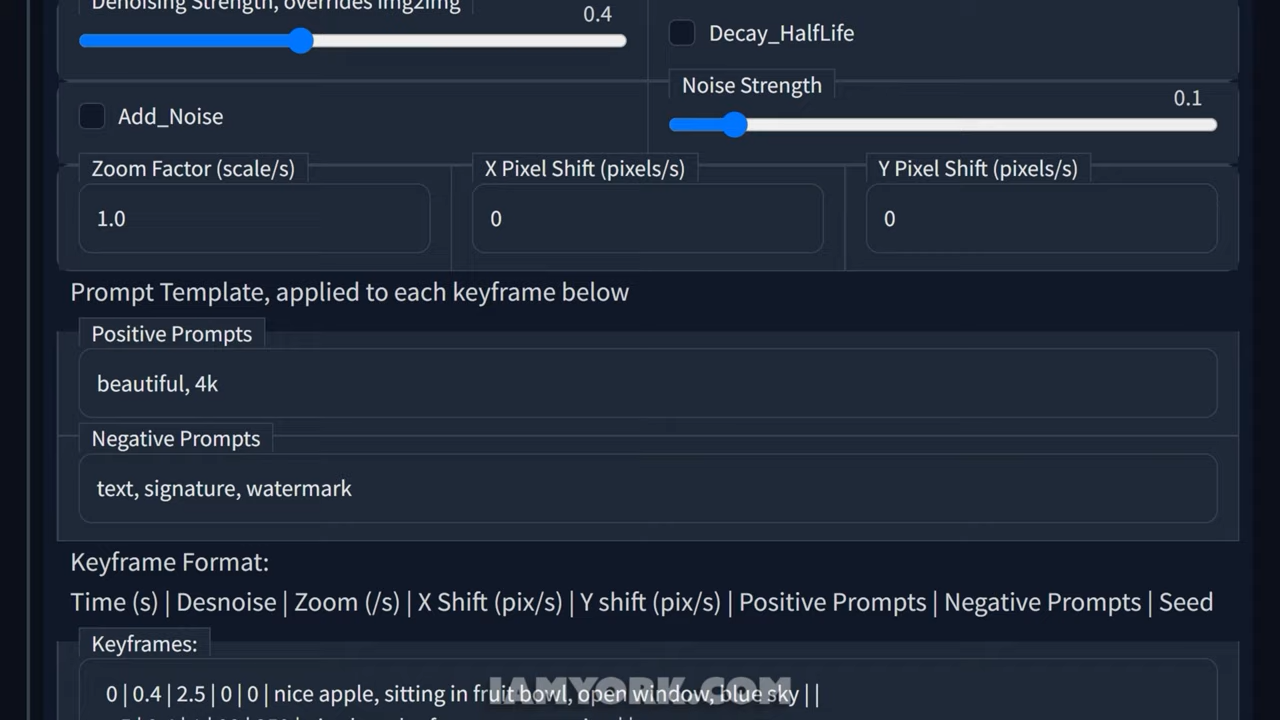 Denoising Strength, overrides img2img
0.4
Decay_HalfLife
Add_Noise
Noise Strength
0.1
Zoom Factor (scale/s)
X Pixel Shift (pixels/s)
Y Pixel Shift (pixels/s)
1.0
0
0
Prompt Template, applied to each keyframe below
Positive Prompts
beautiful, 4k
Negative Prompts
text, signature, watermark
Keyframe Format:
Time (s) | Desnoise | Zoom (/s) | X Shift (pix/s) | Y shift (pix/s) | Positive Prompts | Negative Prompts | Seed
Keyframes:
0 | 0.4 | 2.5 | 0 | 0 | nice apple, sitting in fruit bowl, open window, blue sky | |
IAMYORK.COM